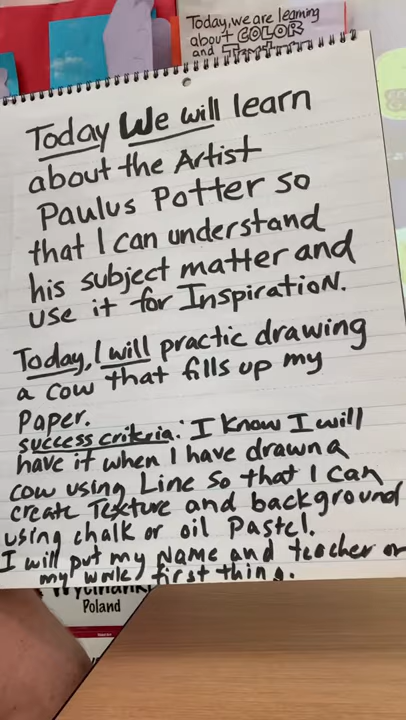 Today, we are learning
about COLOR
and
Today We will learn
about the Artist
Paulus Potter so
that I can understand
his subject matter and
use it for Inspiration.
Today, I will practic drawing
a cow that fills up my
Paper.
success criteria: I know I will
have it when I have drawn a
cow using Line so that I can
create Texture and background
using chalk or oil Pastel.
I will put my Name and teacher on
my work, first thing.
Wycinanki
Poland